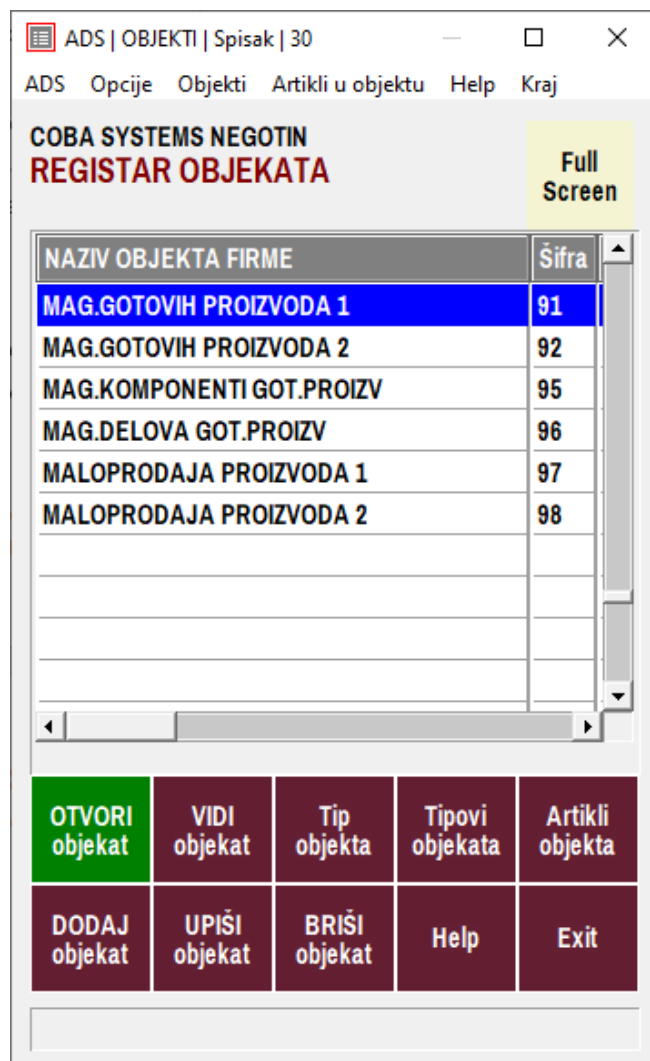 ADS | OBJEKTI | Spisak | 30
ADS Opcije Objekti Artikli u objektu Help Kraj
COBA SYSTEMS NEGOTIN
REGISTAR OBJEKATA
Full
Screen
NAZIV OBJEKTA FIRME Šifra
MAG.GOTOVIH PROIZVODA 1 91
MAG.GOTOVIH PROIZVODA 2 92
MAG.KOMPONENTI GOT.PROIZV 95
MAG.DELOVA GOT.PROIZV 96
MALOPRODAJA PROIZVODA 1 97
MALOPRODAJA PROIZVODA 2 98
OTVORI
objekat
VIDI
objekat
Tip
objekta
Tipovi
objekata
Artikli
objekta
DODAJ
objekat
UPIŠI
objekat
BRIŠI
objekat
Help
Exit